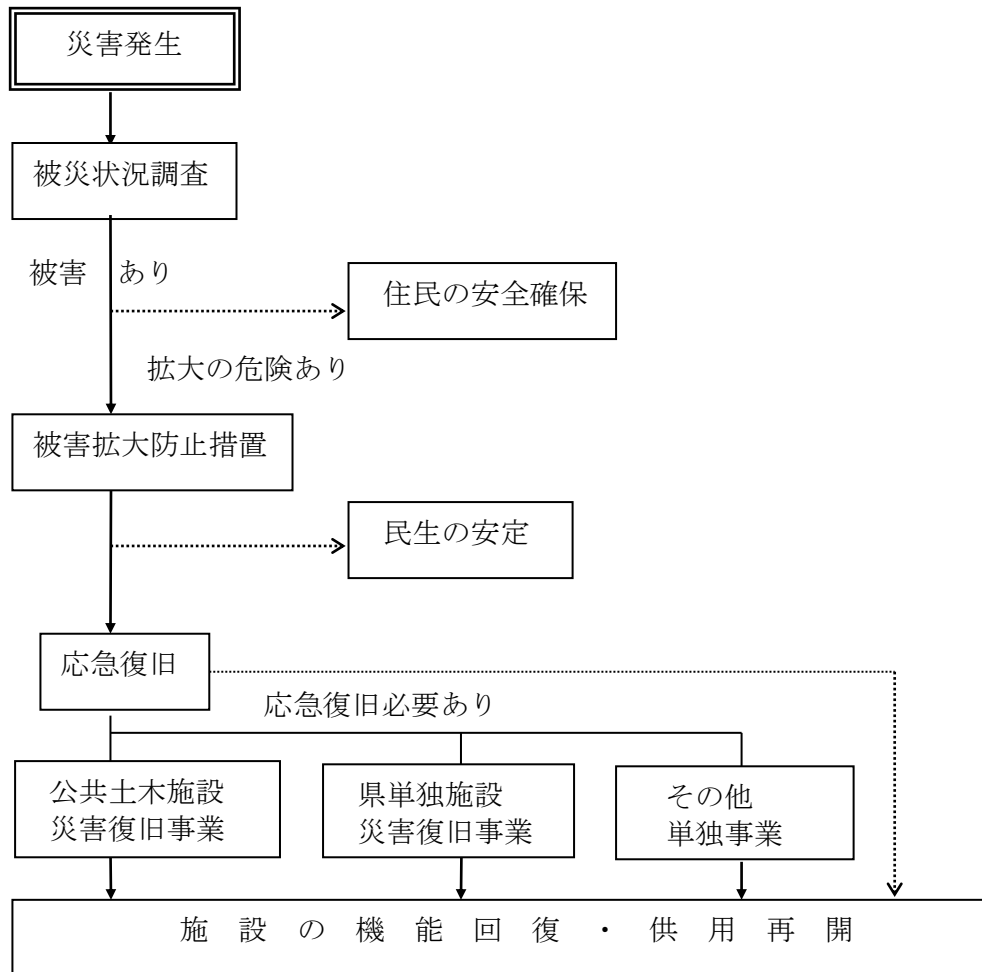 災害発生
被災状況調査
被害 あり
住民の安全確保
拡大の危険あり
被害拡大防止措置
民生の安定
応急復旧
応急復旧必要あり
公共土木施設
災害復旧事業
県単独施設
災害復旧事業
その他
単独事業
施設の機能回復・供用再開